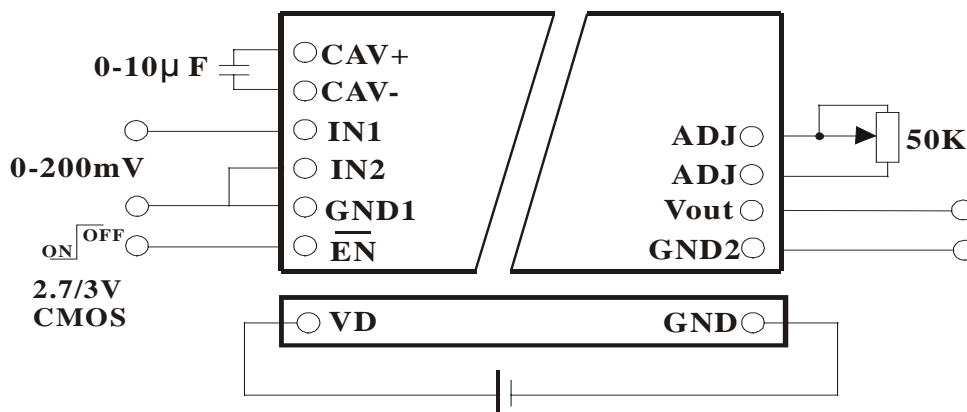 CAV+
0-10μ F
CAV-
IN1
ADJ
50K
0-200mV
IN2
ADJ
GND1
Vout
ON OFF
EN
GND2
2.7/3V
CMOS
VD
GND